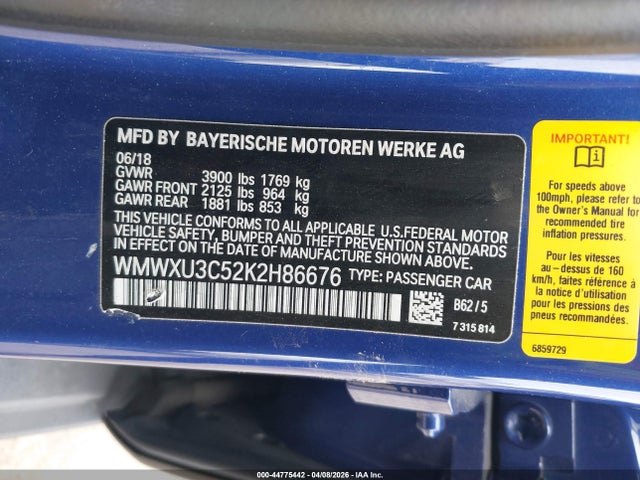 MFD BY BAYERISCHE MOTOREN WERKE AG
06/18
GVWR 3900 lbs 1769 kg
GAWR FRONT 2125 lbs 964 kg
GAWR REAR 1881 lbs 853 kg
THIS VEHICLE CONFORMS TO ALL APPLICABLE U.S.FEDERAL MOTOR
VEHICLE SAFETY, BUMPER AND THEFT PREVENTION STANDARDS
IN EFFECT ON THE DATE OF MANUFACTURE SHOWN ABOVE.
WMWXU3C52K2H86676 TYPE: PASSENGER CAR
B62/5
7 315 814
IMPORTANT!
For speeds above
100mph, please refer to
the Owner's Manual for
recommended tire
inflation pressures.
Pour les vitesses
au-dessus de 160
km/h, faites référence
à l'manuel d'utilisation
pour les pressions des
pneus recommandées.
6859729
000-44775442 - 04/08/2026 - IAAI.com